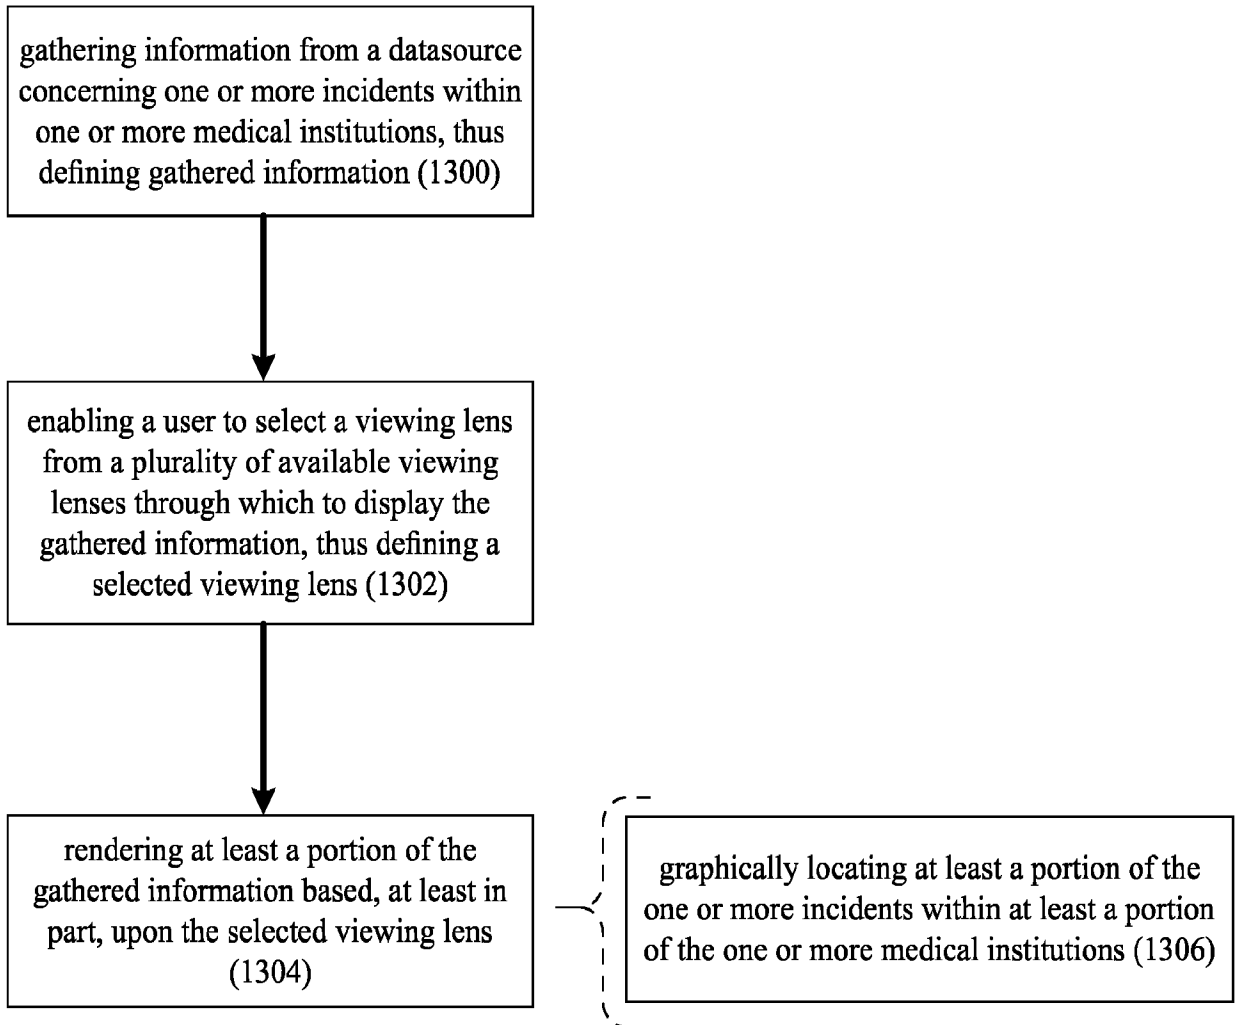 gathering information from a datasource
concerning one or more incidents within
one or more medical institutions, thus
defining gathered information (1300)
enabling a user to select a viewing lens
from a plurality of available viewing
lenses through which to display the
gathered information, thus defining a
selected viewing lens (1302)
rendering at least a portion of the
gathered information based, at least in
part, upon the selected viewing lens
(1304)
graphically locating at least a portion of the
one or more incidents within at least a portion
of the one or more medical institutions (1306)